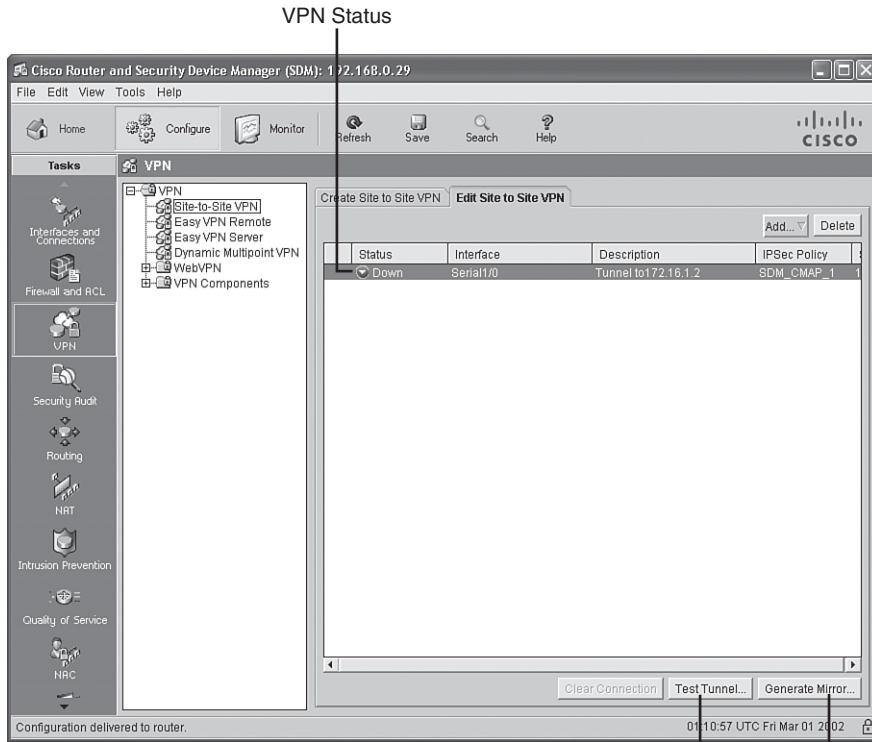 VPN Status
Cisco Router and Security Device Manager (SDM): 192.168.0.29
File Edit View Tools Help
Home Configure Monitor Refresh Save Search Help
CISCO
Tasks
VPN
Interfaces and Connections
Firewall and ACL
VPN
Security Audit
Routing
NAT
Intrusion Prevention
Quality of Service
NAC
VPN
Site-to-Site VPN
Easy VPN Remote
Easy VPN Server
Dynamic Multipoint VPN
WebVPN
VPN Components
Create Site to Site VPN Edit Site to Site VPN
Add... Delete
Status Interface Description IPSec Policy
Down Serial1/0 Tunnel to172.16.1.2 SDM_CMAP_1 1
Clear Connection Test Tunnel... Generate Mirror...
Configuration delivered to router. 01:10:57 UTC Fri Mar 01 2002